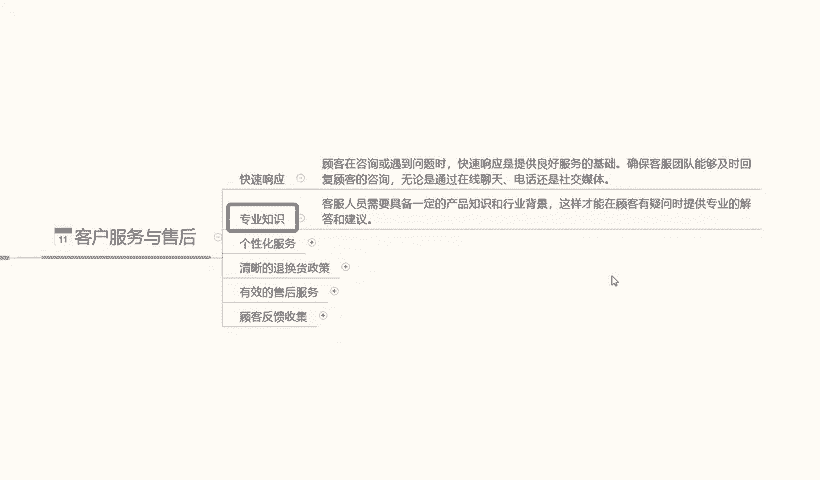 快速响应
顾客在咨询或遇到问题时，快速响应是提供良好服务的基础。确保客服团队能够及时回
复顾客的咨询，无论是通过在线聊天、电话还是社交媒体。
专业知识
客服人员需要具备一定的产品知识和行业背景，这样才能在顾客有疑问时提供专业的解
答和建议。
11 客户服务与售后
个性化服务
清晰的退换货政策
有效的售后服务
顾客反馈收集